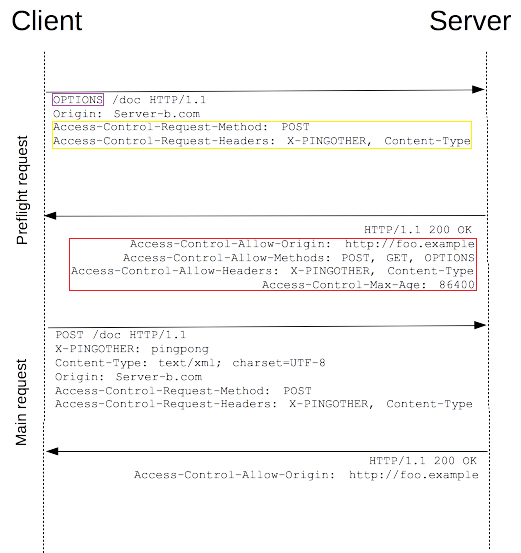 Client
Server
Preflight request
OPTIONS /doc HTTP/1.1
Origin: Server-b.com
Access-Control-Request-Method: POST
Access-Control-Request-Headers: X-PINGOTHER, Content-Type
HTTP/1.1 200 OK
Access-Control-Allow-Origin: http://foo.example
Access-Control-Allow-Methods: POST, GET, OPTIONS
Access-Control-Allow-Headers: X-PINGOTHER, Content-Type
Access-Control-Max-Age: 86400
Main request
POST /doc HTTP/1.1
X-PINGOTHER: pingpong
Content-Type: text/xml; charset=UTF-8
Origin: Server-b.com
Access-Control-Request-Method: POST
Access-Control-Request-Headers: X-PINGOTHER, Content-Type
HTTP/1.1 200 OK
Access-Control-Allow-Origin: http://foo.example